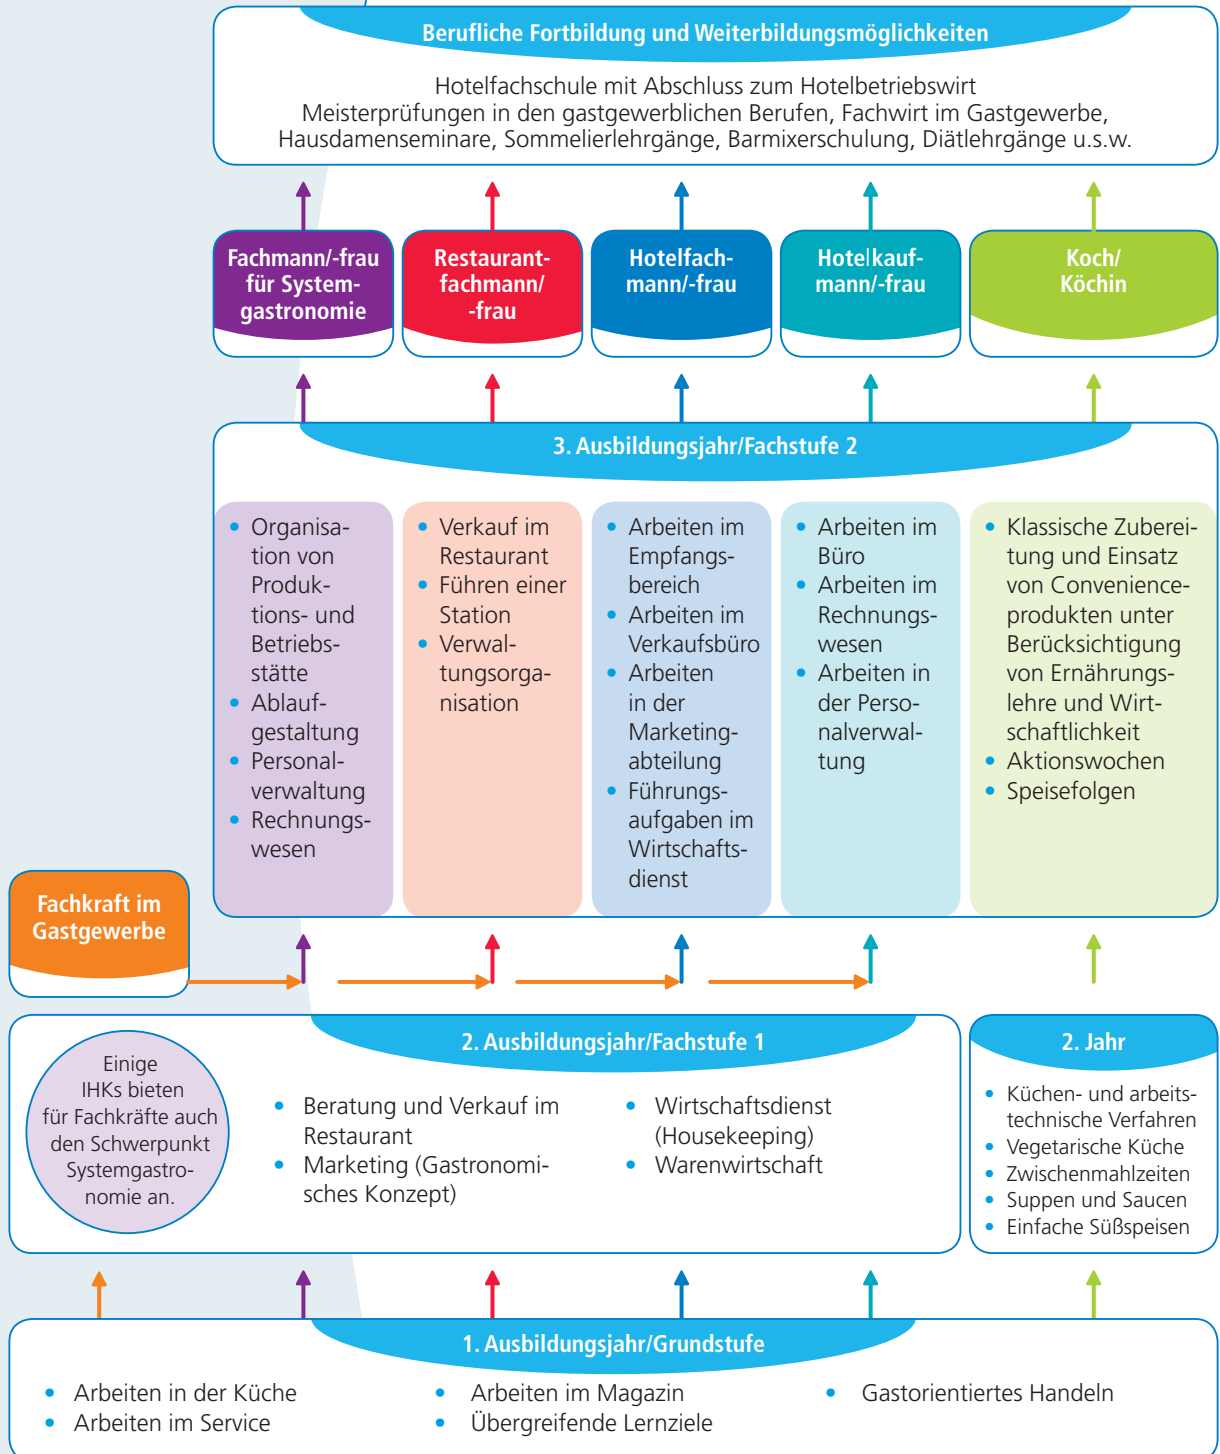 Berufliche Fortbildung und Weiterbildungsmöglichkeiten
Hotelfachschule mit Abschluss zum Hotelbetriebswirt
Meisterprüfungen in den gastgewerblichen Berufen, Fachwirt im Gastgewerbe,
Hausdamenseminare, Sommelierlehrgänge, Barmixerschulung, Diätlehrgänge u.s.w.
Fachmann/-frau
für System-
gastronomie
Restaurant-
fachmann/
-frau
Hotelfach-
mann/-frau
Hotelkauf-
mann/-frau
Koch/
Köchin
3. Ausbildungsjahr/Fachstufe 2
• Organisa-
tion von
Produk-
tions- und
Betriebs-
stätte
• Ablauf-
gestaltung
• Personal-
verwaltung
• Rechnungs-
wesen
• Verkauf im
Restaurant
• Führen einer
Station
• Verwal-
tungsorga-
nisation
• Arbeiten im
Empfangs-
bereich
• Arbeiten im
Verkaufsbüro
• Arbeiten
in der
Marketing-
abteilung
• Führungs-
aufgaben im
Wirtschafts-
dienst
• Arbeiten im
Büro
• Arbeiten im
Rechnungs-
wesen
• Arbeiten in
der Perso-
nalverwal-
tung
• Klassische Zuberei-
tung und Einsatz
von Convenience-
produkten unter
Berücksichtigung
von Ernährungs-
lehre und Wirt-
schaftlichkeit
• Aktionswochen
• Speisefolgen
Fachkraft im
Gastgewerbe
2. Ausbildungsjahr/Fachstufe 1
Einige
IHKs bieten
für Fachkräfte auch
den Schwerpunkt
Systemgastro-
nomie an.
• Beratung und Verkauf im
Restaurant
• Marketing (Gastronomi-
sches Konzept)
• Wirtschaftsdienst
(Housekeeping)
• Warenwirtschaft
2. Jahr
• Küchen- und arbeits-
technische Verfahren
• Vegetarische Küche
• Zwischenmahlzeiten
• Suppen und Saucen
• Einfache Süßspeisen
1. Ausbildungsjahr/Grundstufe
• Arbeiten in der Küche
• Arbeiten im Service
• Arbeiten im Magazin
• Übergreifende Lernziele
• Gastorientiertes Handeln